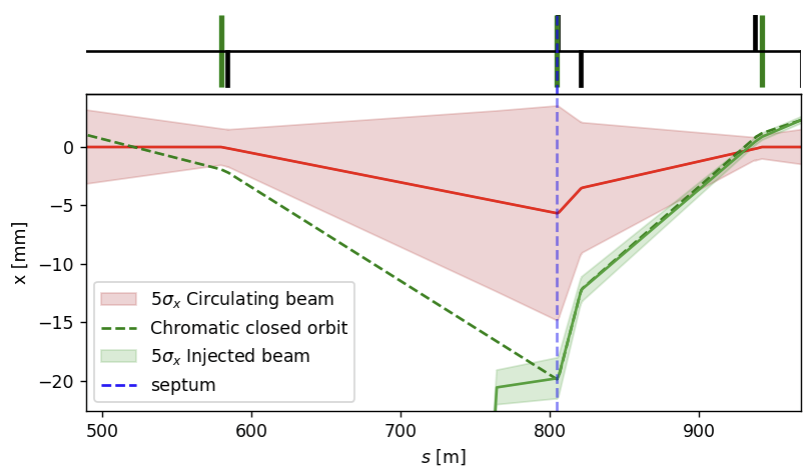 0
−5
−10
−15
−20
x [mm]
5σx Circulating beam
Chromatic closed orbit
5σx Injected beam
septum
500 600 700 800 900
s [m]